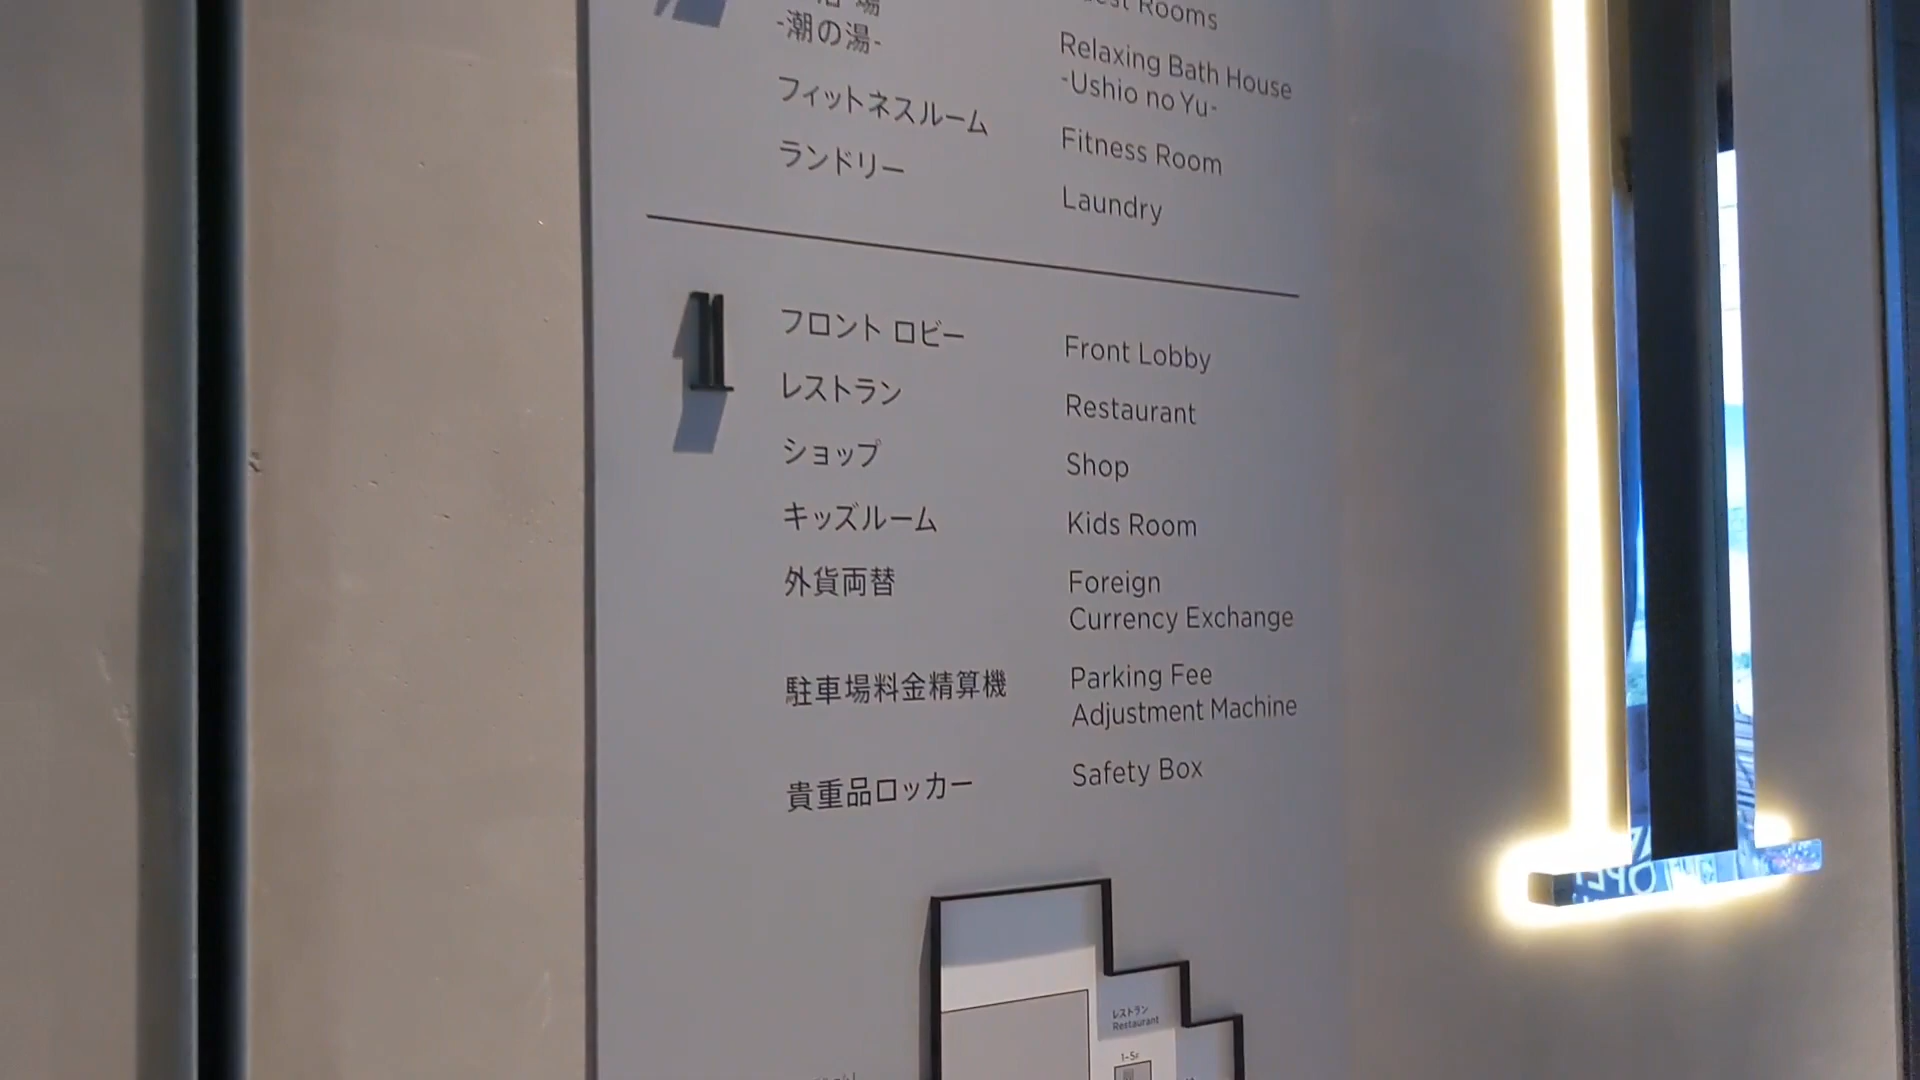 場
-潮の湯-
フィットネスルーム
ランドリー
Rooms
Relaxing Bath House
-Ushio no Yu-
Fitness Room
Laundry
1
フロント ロビー
レストラン
ショップ
キッズルーム
外貨両替
駐車場料金精算機
貴重品ロッカー
Front Lobby
Restaurant
Shop
Kids Room
Foreign
Currency Exchange
Parking Fee
Adjustment Machine
Safety Box
レストラン
Restaurant
1-5F